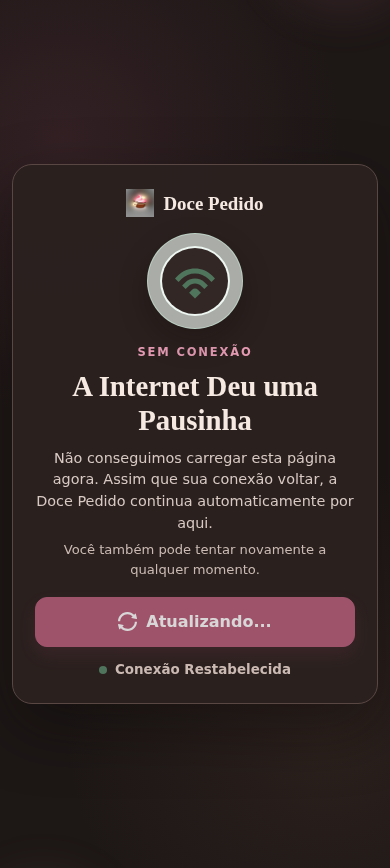 Doce Pedido
SEM CONEXÃO
A Internet Deu uma
Pausinha
Não conseguimos carregar esta página
agora. Assim que sua conexão voltar, a
Doce Pedido continua automaticamente por
aqui.
Você também pode tentar novamente a
qualquer momento.
Atualizando...
Conexão Restabelecida